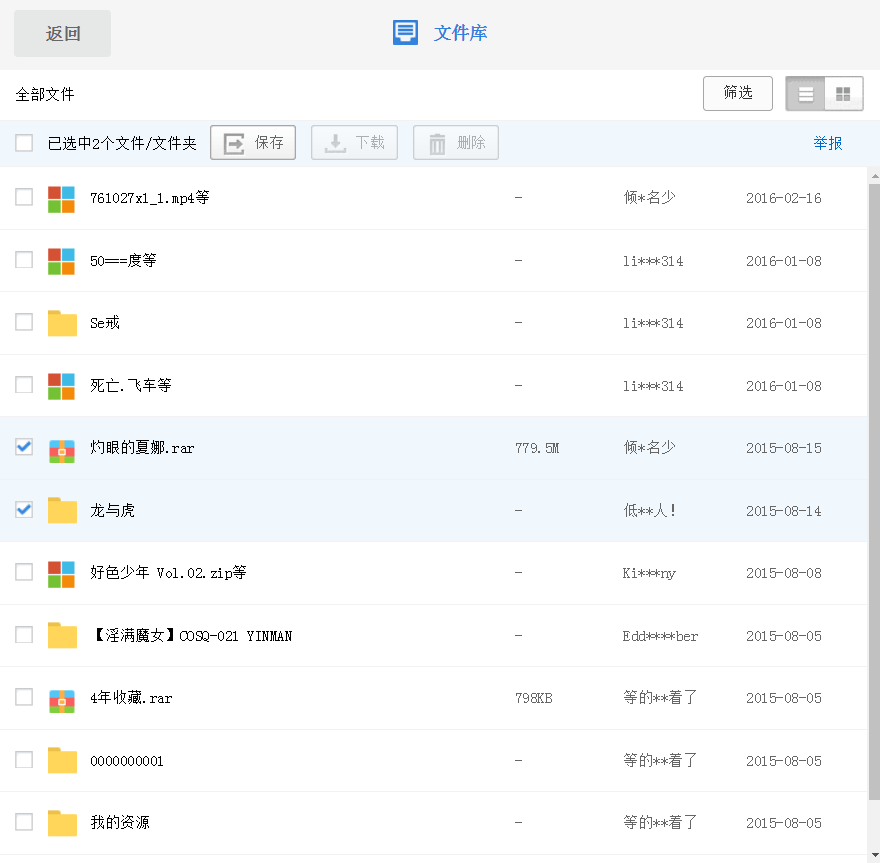 返回 文件库
全部文件 筛选
已选中2个文件/文件夹 保存 下载 删除 举报
761027x1_1.mp4等 - 倾*名少 2016-02-16
50===度等 - li***314 2016-01-08
Se戒 - li***314 2016-01-08
死亡.飞车等 - li***314 2016-01-08
灼眼的夏娜.rar 779.5M 倾*名少 2015-08-15
龙与虎 - 低**人! 2015-08-14
好色少年 Vol.02.zip等 - Ki***ny 2015-08-08
【淫满魔女】COSQ-021 YINMAN - Edd****ber 2015-08-05
4年收藏.rar 798KB 等的**着了 2015-08-05
0000000001 - 等的**着了 2015-08-05
我的资源 - 等的**着了 2015-08-05